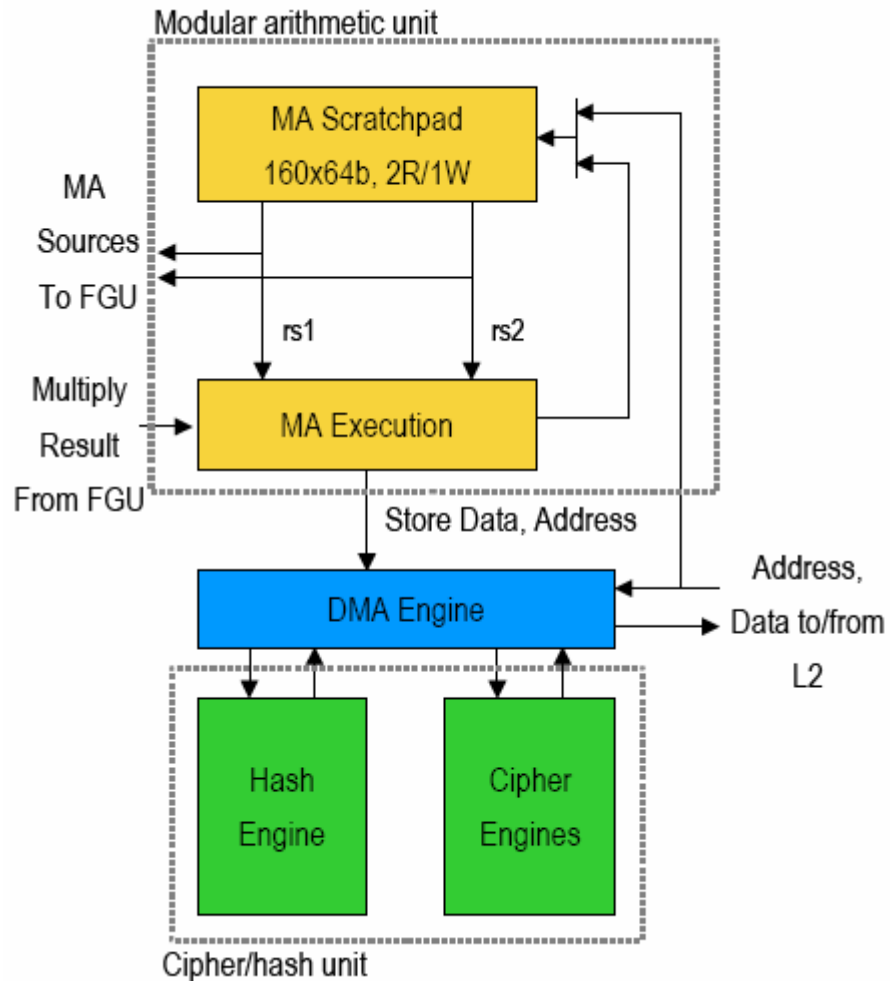 Modular arithmetic unit
MA Scratchpad
160x64b, 2R/1W
MA
Sources
To FGU
rs1
rs2
Multiply
Result
From FGU
MA Execution
Store Data, Address
DMA Engine
Address,
Data to/from
L2
Hash
Engine
Cipher
Engines
Cipher/hash unit